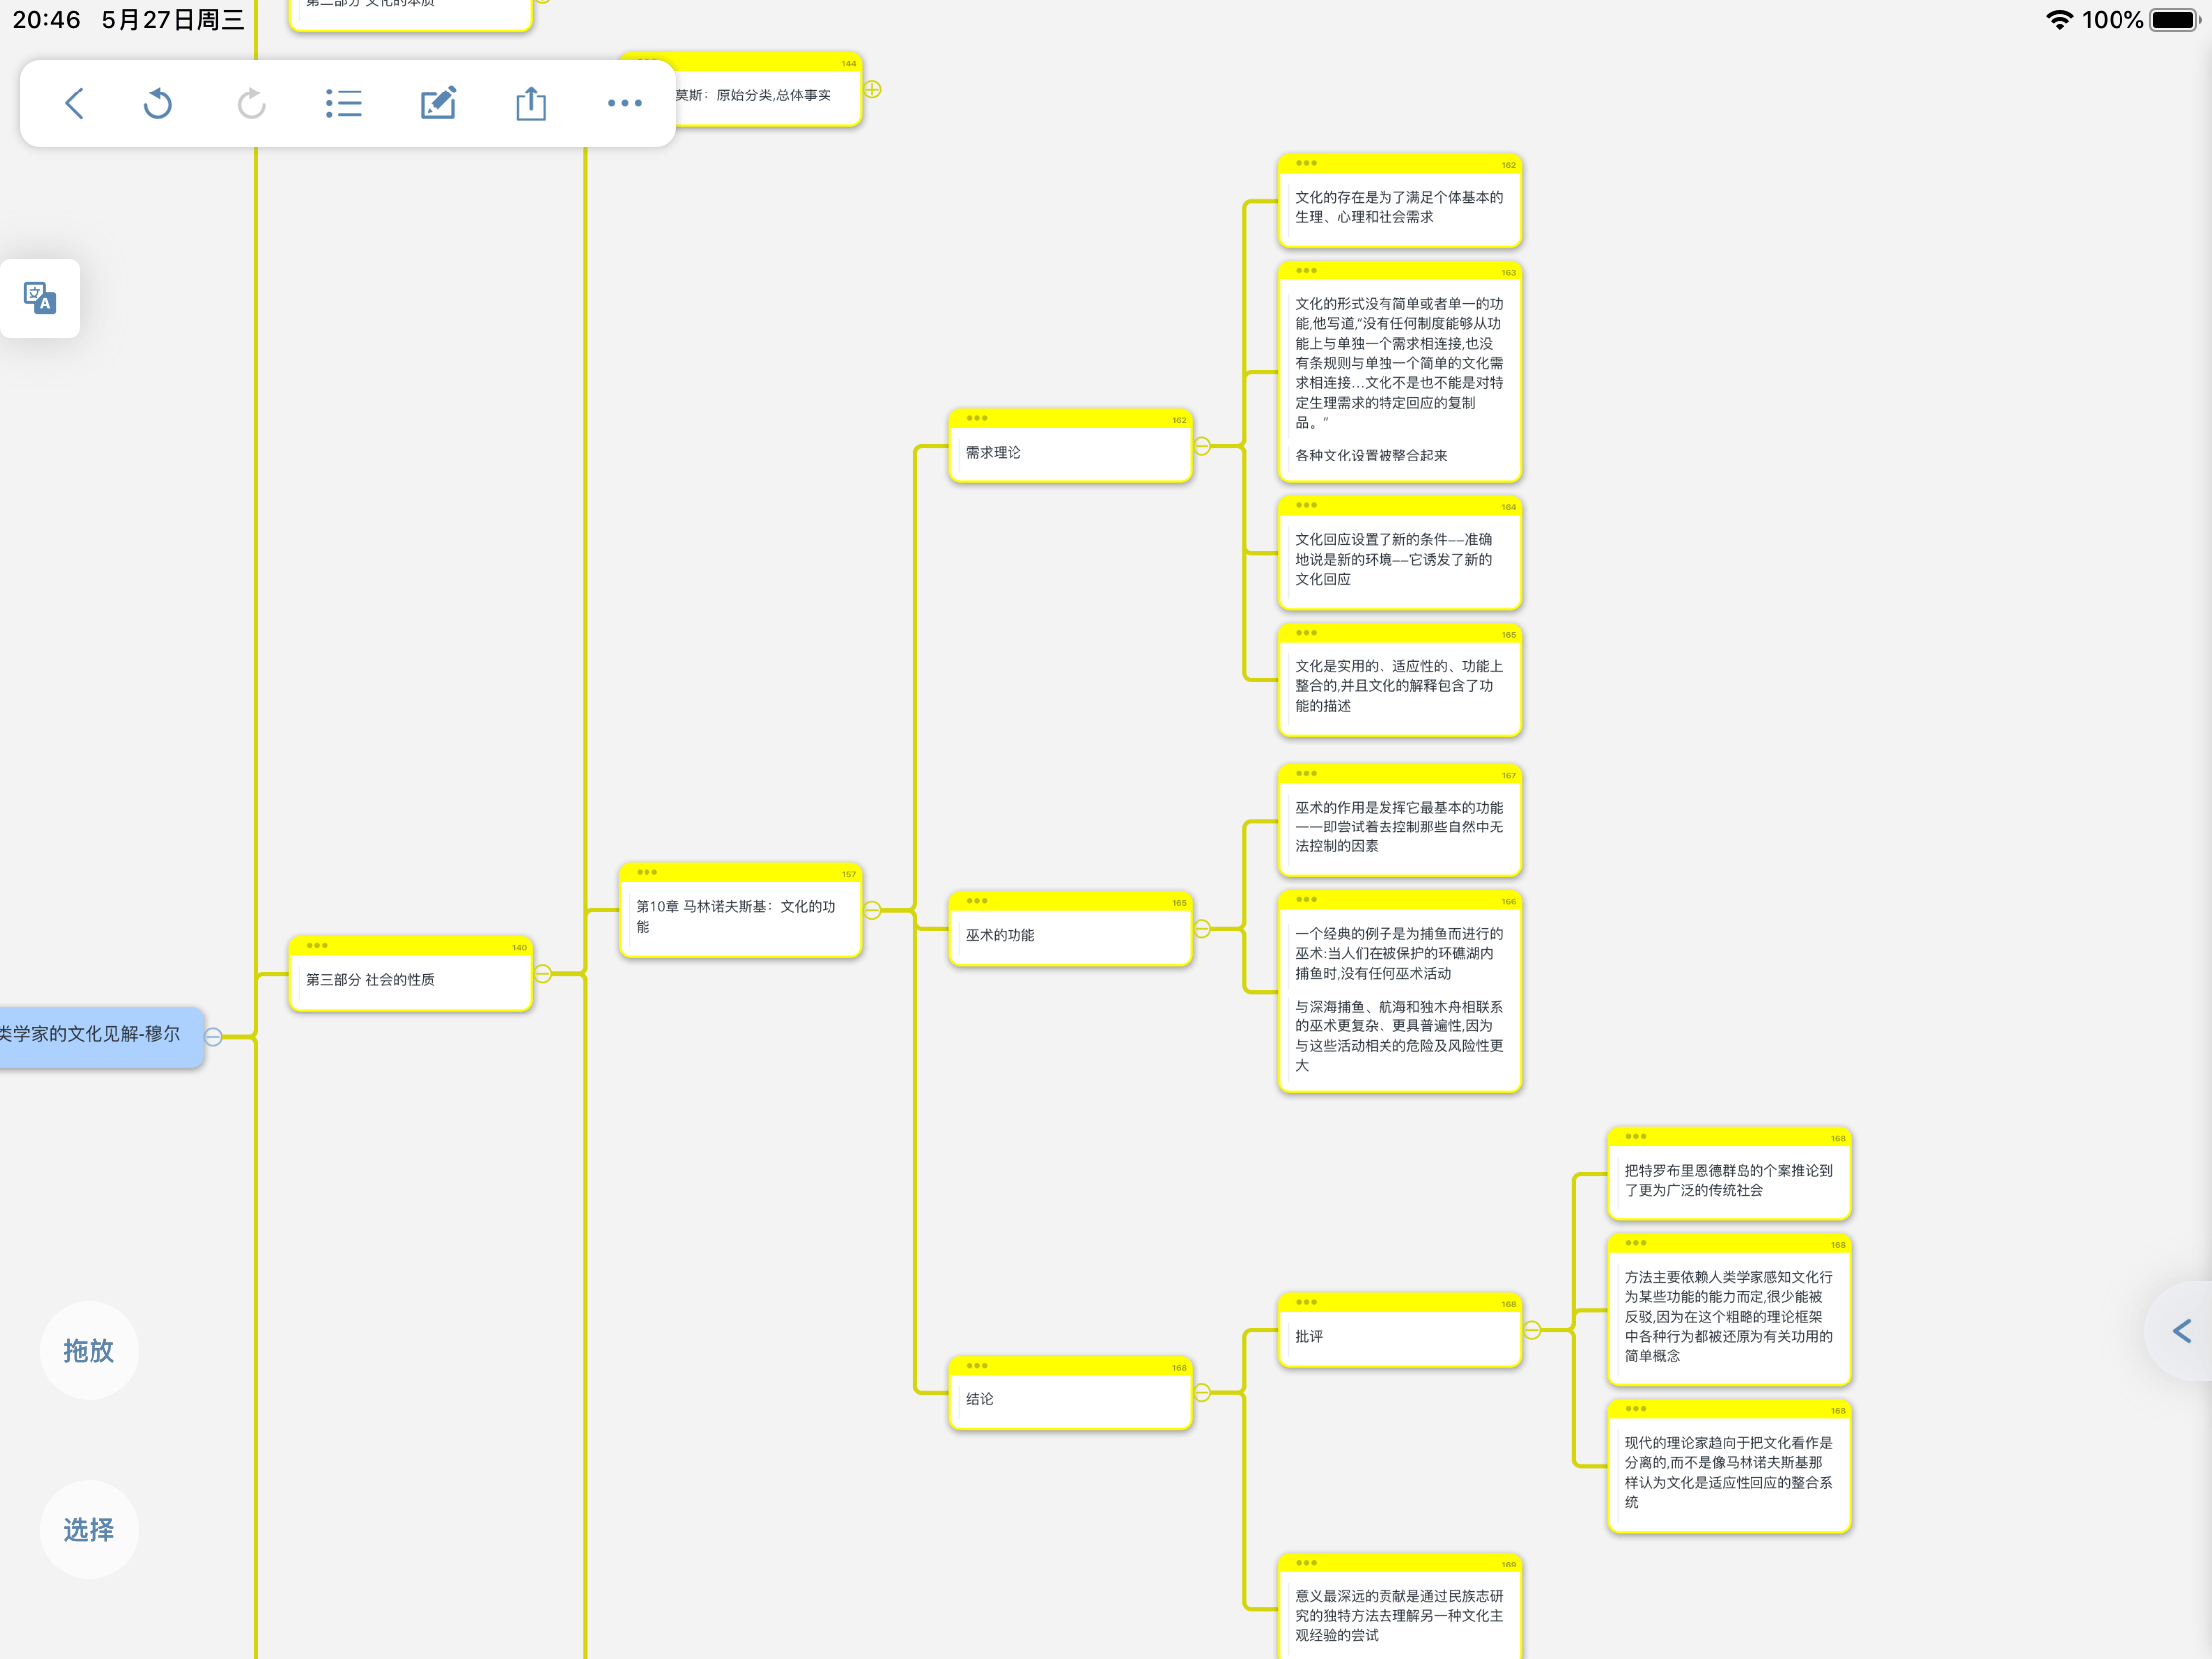 20:46 5月27日周三
100%
第二部分 文化的本质
144
莫斯：原始分类,总体事实
162
文化的存在是为了满足个体基本的
生理、心理和社会需求
163
文化的形式没有简单或者单一的功
能,他写道,“没有任何制度能够从功
能上与单独一个需求相连接,也没
有条规则与单独一个简单的文化需
求相连接...文化不是也不能是对特
定生理需求的特定回应的复制
品。”
各种文化设置被整合起来
162
需求理论
164
文化回应设置了新的条件——准确
地说是新的环境——它诱发了新的
文化回应
165
文化是实用的、适应性的、功能上
整合的,并且文化的解释包含了功
能的描述
167
巫术的作用是发挥它最基本的功能
一一即尝试着去控制那些自然中无
法控制的因素
157
第10章 马林诺夫斯基：文化的功
能
165
巫术的功能
166
一个经典的例子是为捕鱼而进行的
巫术:当人们在被保护的环礁湖内
捕鱼时,没有任何巫术活动
与深海捕鱼、航海和独木舟相联系
的巫术更复杂、更具普遍性,因为
与这些活动相关的危险及风险性更
大
140
第三部分 社会的性质
类学家的文化见解-穆尔
168
把特罗布里恩德群岛的个案推论到
了更为广泛的传统社会
168
方法主要依赖人类学家感知文化行
为某些功能的能力而定,很少能被
反驳,因为在这个粗略的理论框架
中各种行为都被还原为有关功用的
简单概念
168
批评
168
结论
168
现代的理论家趋向于把文化看作是
分离的,而不是像马林诺夫斯基那
样认为文化是适应性回应的整合系
统
169
意义最深远的贡献是通过民族志研
究的独特方法去理解另一种文化主
观经验的尝试
拖放
选择